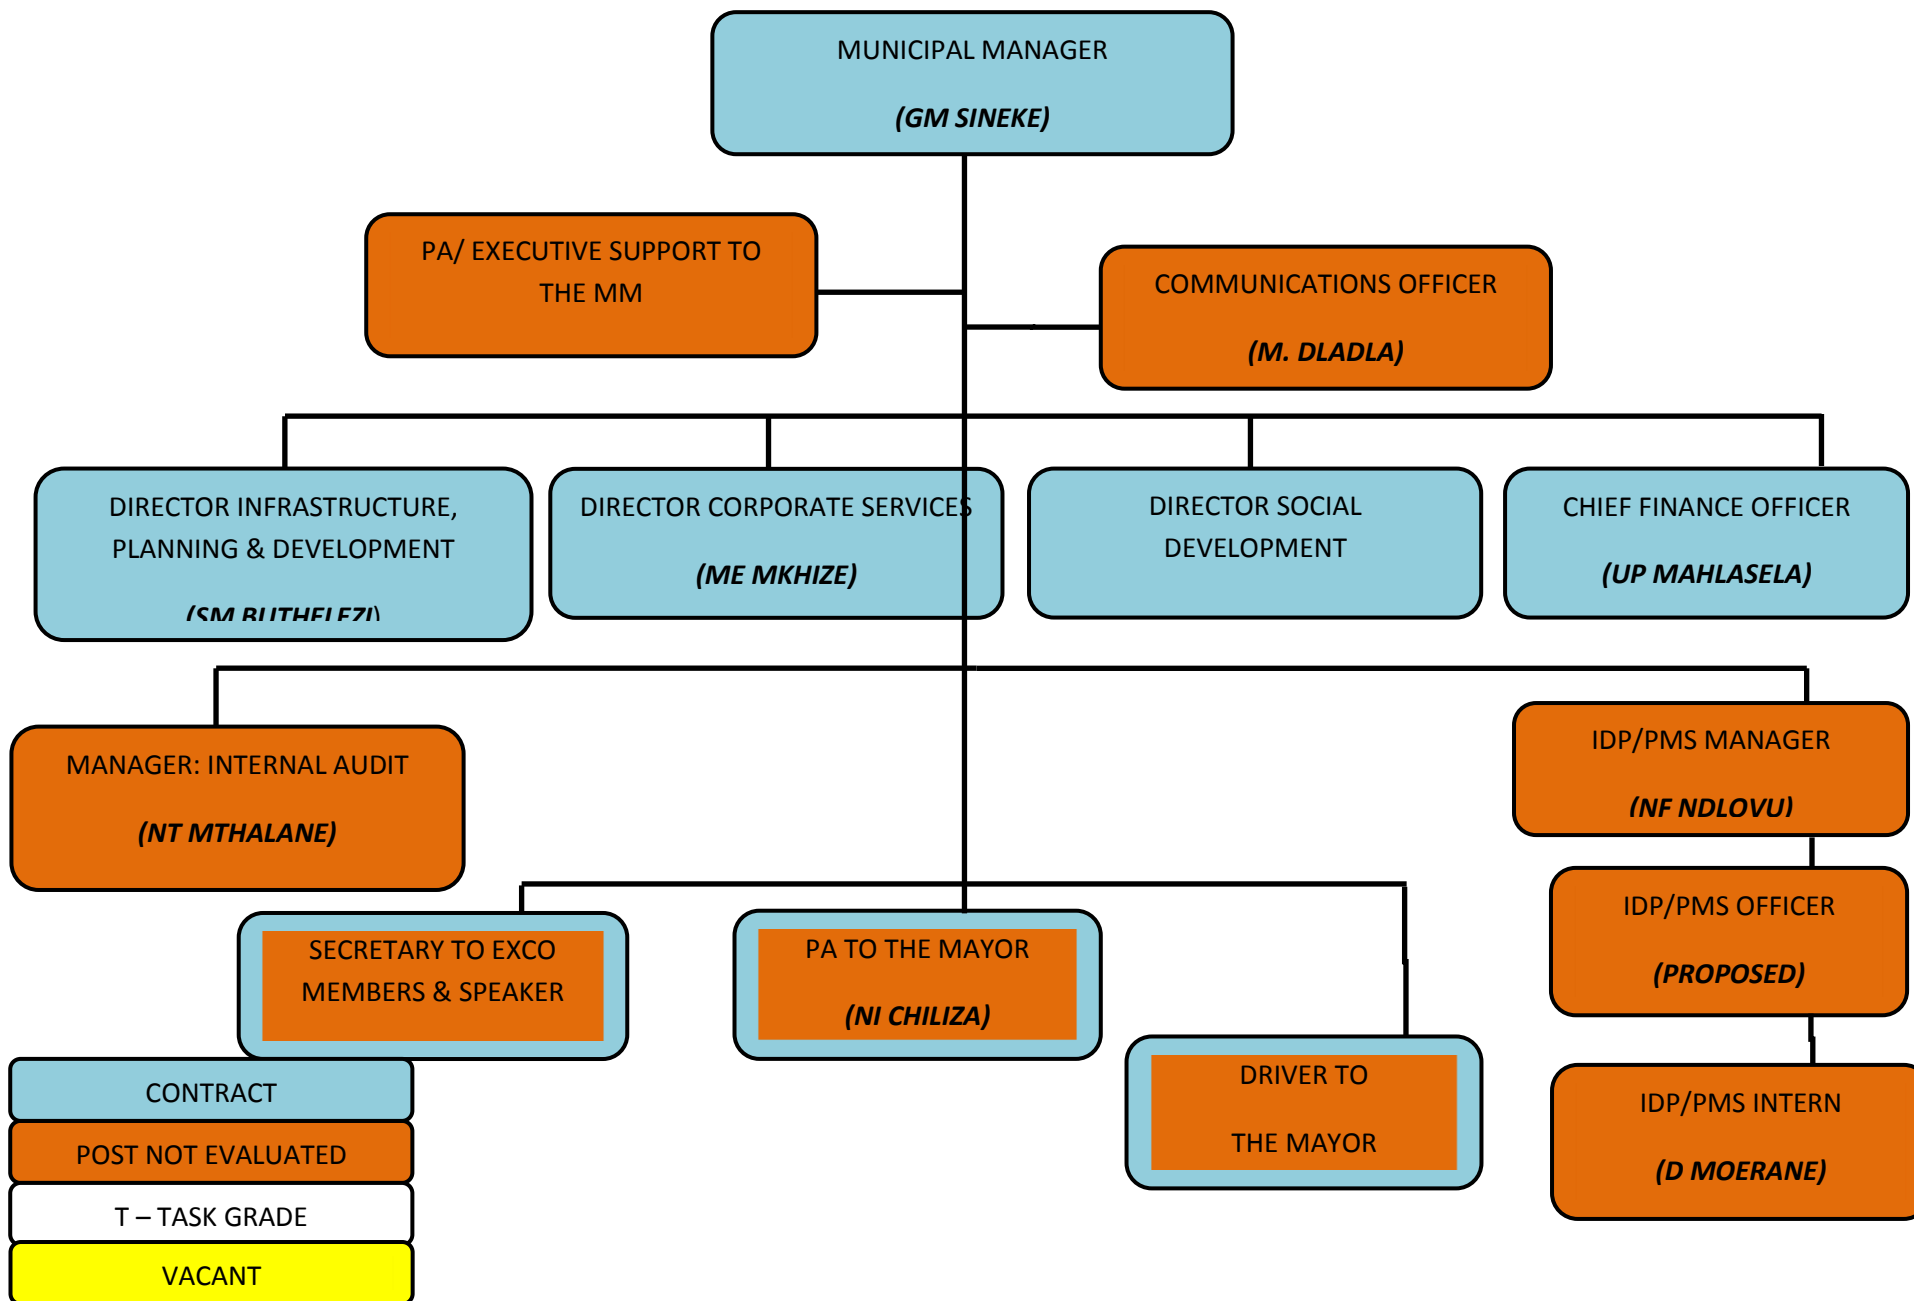 MUNICIPAL MANAGER
(GM SINEKE)
PA/ EXECUTIVE SUPPORT TO
THE MM
COMMUNICATIONS OFFICER
(M. DLADLA)
DIRECTOR INFRASTRUCTURE,
PLANNING & DEVELOPMENT
(SM BUTHELEZI)
DIRECTOR CORPORATE SERVICES
(ME MKHIZE)
DIRECTOR SOCIAL
DEVELOPMENT
CHIEF FINANCE OFFICER
(UP MAHLASELA)
MANAGER: INTERNAL AUDIT
(NT MTHALANE)
IDP/PMS MANAGER
(NF NDLOVU)
IDP/PMS OFFICER
(PROPOSED)
IDP/PMS INTERN
(D MOERANE)
SECRETARY TO EXCO
MEMBERS & SPEAKER
PA TO THE MAYOR
(NI CHILIZA)
DRIVER TO
THE MAYOR
CONTRACT
POST NOT EVALUATED
T – TASK GRADE
VACANT